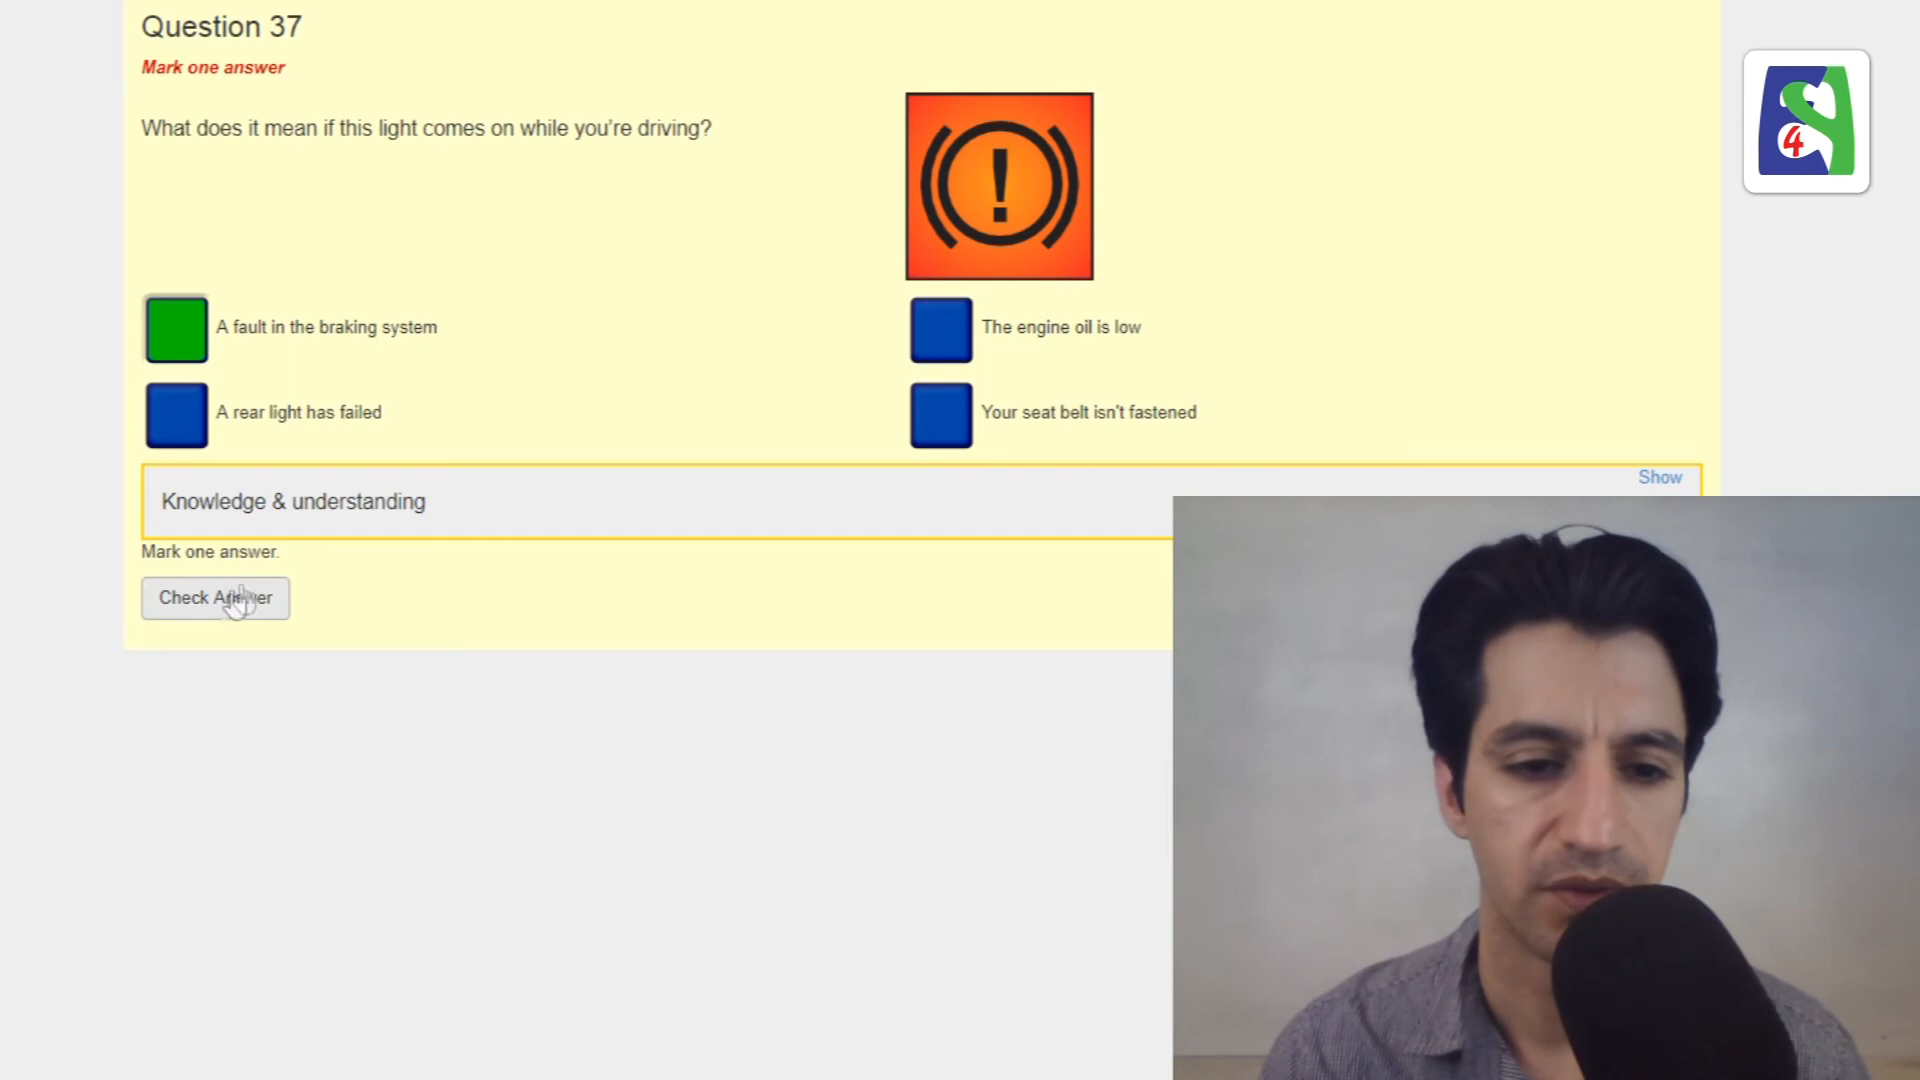 Question 37
Mark one answer
What does it mean if this light comes on while you're driving?
!
4
A fault in the braking system
The engine oil is low
A rear light has failed
Your seat belt isn't fastened
Show
Knowledge & understanding
Mark one answer.
Check Answer